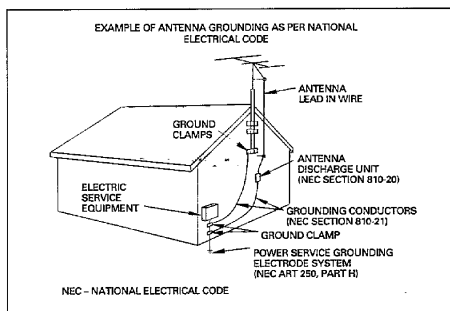 EXAMPLE OF ANTENNA GROUNDING AS PER NATIONAL
ELECTRICAL CODE
ANTENNA
LEAD IN WIRE
GROUND
CLAMPS
ANTENNA
DISCHARGE UNIT
(NEC SECTION 810-20)
ELECTRIC
SERVICE
EQUIPMENT
GROUNDING CONDUCTORS
(NEC SECTION 810-21)
GROUND CLAMP
POWER SERVICE GROUNDING
ELECTRODE SYSTEM
(NEC ART 250, PART H)
NEC – NATIONAL ELECTRICAL CODE